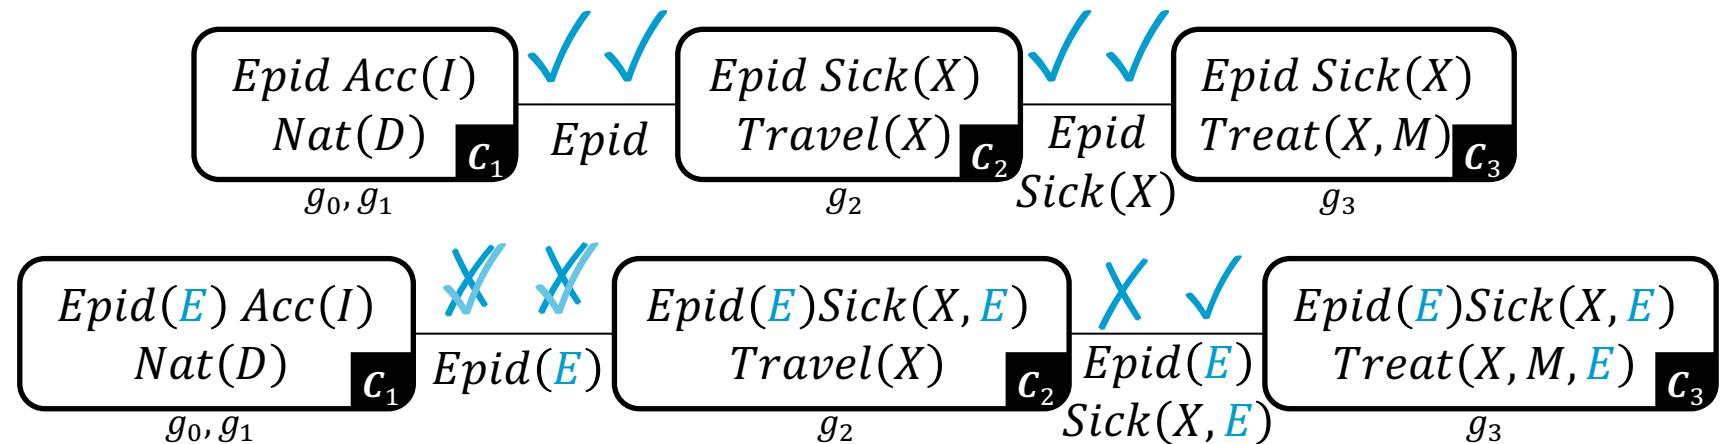 Epid Acc(I)
Nat(D)
C₁
g₀, g₁
Epid
Epid Sick(X)
Travel(X)
C₂
g₂
Epid
Sick(X)
Epid Sick(X)
Treat(X, M)
C₃
g₃
Epid(E) Acc(I)
Nat(D)
C₁
g₀, g₁
Epid(E)
Epid(E)Sick(X, E)
Travel(X)
C₂
g₂
Epid(E)
Sick(X, E)
Epid(E)Sick(X, E)
Treat(X, M, E)
C₃
g₃